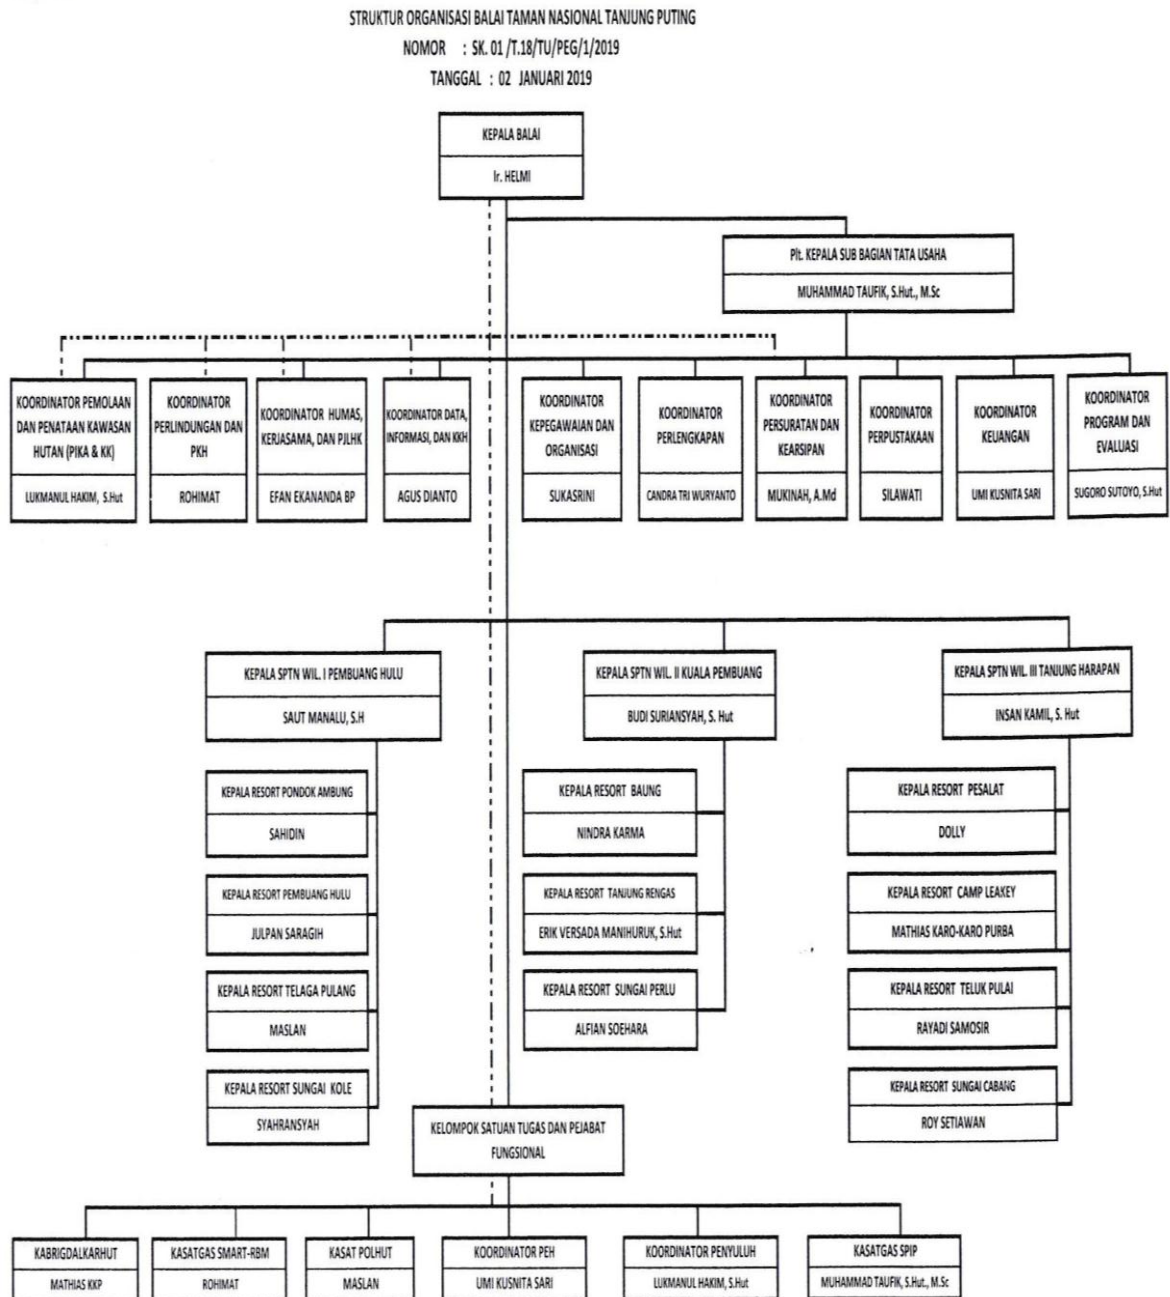 STRUKTUR ORGANISASI BALAI TAMAN NASIONAL TANJUNG PUTING
NOMOR : SK. 01 /T.18/TU/PEG/1/2019
TANGGAL : 02 JANUARI 2019
KEPALA BALAI
Ir. HELMI
Plt. KEPALA SUB BAGIAN TATA USAHA
MUHAMMAD TAUFIK, S.Hut., M.Sc
KOORDINATOR PEMOLAAN
DAN PENATAAN KAWASAN
HUTAN (PIKA & KK)
LUKMANUL HAKIM, S.Hut
KOORDINATOR
PERLINDUNGAN DAN
PKH
ROHIMAT
KOORDINATOR HUMAS,
KERJASAMA, DAN PJLHK
EFAN EKANANDA BP
KOORDINATOR DATA,
INFORMASI, DAN KKH
AGUS DIANTO
KOORDINATOR
KEPEGAWAIAN DAN
ORGANISASI
SUKASRINI
KOORDINATOR
PERLENGKAPAN
CANDRA TRI WURYANTO
KOORDINATOR
PERSURATAN DAN
KEARSIPAN
MUKINAH, A.Md
KOORDINATOR
PERPUSTAKAAN
SILAWATI
KOORDINATOR
KEUANGAN
UMI KUSNITA SARI
KOORDINATOR
PROGRAM DAN
EVALUASI
SUGORO SUTOYO, S.Hut
KEPALA SPTN WIL. I PEMBUANG HULU
SAUT MANALU, S.H
KEPALA RESORT PONDOK AMBUNG
SAHIDIN
KEPALA RESORT PEMBUANG HULU
JULPAN SARAGIH
KEPALA RESORT TELAGA PULANG
MASLAN
KEPALA RESORT SUNGAI KOLE
SYAHRANSYAH
KEPALA SPTN WIL. II KUALA PEMBUANG
BUDI SURIANSYAH, S. Hut
KEPALA RESORT BAUNG
NINDRA KARMA
KEPALA RESORT TANJUNG RENGAS
ERIK VERSADA MANIHURUK, S.Hut
KEPALA RESORT SUNGAI PERLU
ALFIAN SOEHARA
KEPALA SPTN WIL. III TANJUNG HARAPAN
INSAN KAMIL, S. Hut
KEPALA RESORT PESALAT
DOLLY
KEPALA RESORT CAMP LEAKEY
MATHIAS KARO-KARO PURBA
KEPALA RESORT TELUK PULAI
RAYADI SAMOSIR
KEPALA RESORT SUNGAI CABANG
ROY SETIAWAN
KELOMPOK SATUAN TUGAS DAN PEJABAT
FUNGSIONAL
KABRIGDALKARHUT
MATHIAS KKP
KASATGAS SMART-RBM
ROHIMAT
KASAT POLHUT
MASLAN
KOORDINATOR PEH
UMI KUSNITA SARI
KOORDINATOR PENYULUH
LUKMANUL HAKIM, S.Hut
KASATGAS SPIP
MUHAMMAD TAUFIK, S.Hut., M.Sc